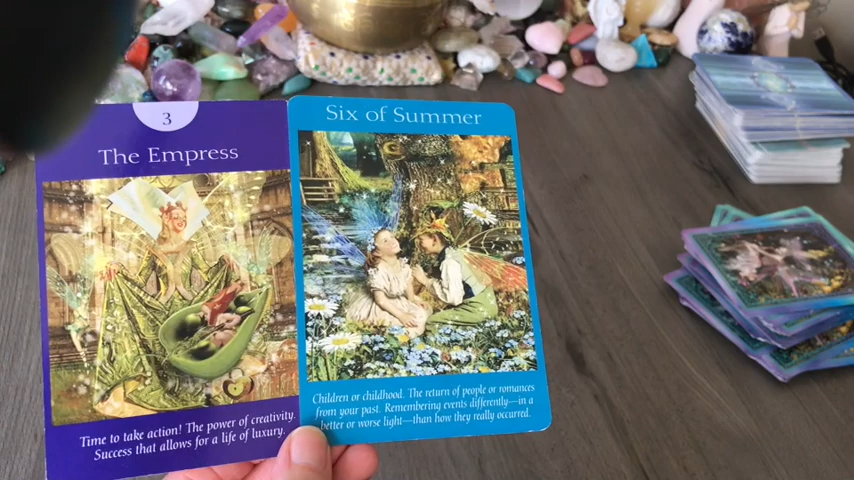 3
The Empress
Time to take action! The power of creativity.
Success that allows for a life of luxury.
Six of Summer
Children or childhood. The return of people or romances
from your past. Remembering events differently—in a
better or worse light—than how they really occurred.